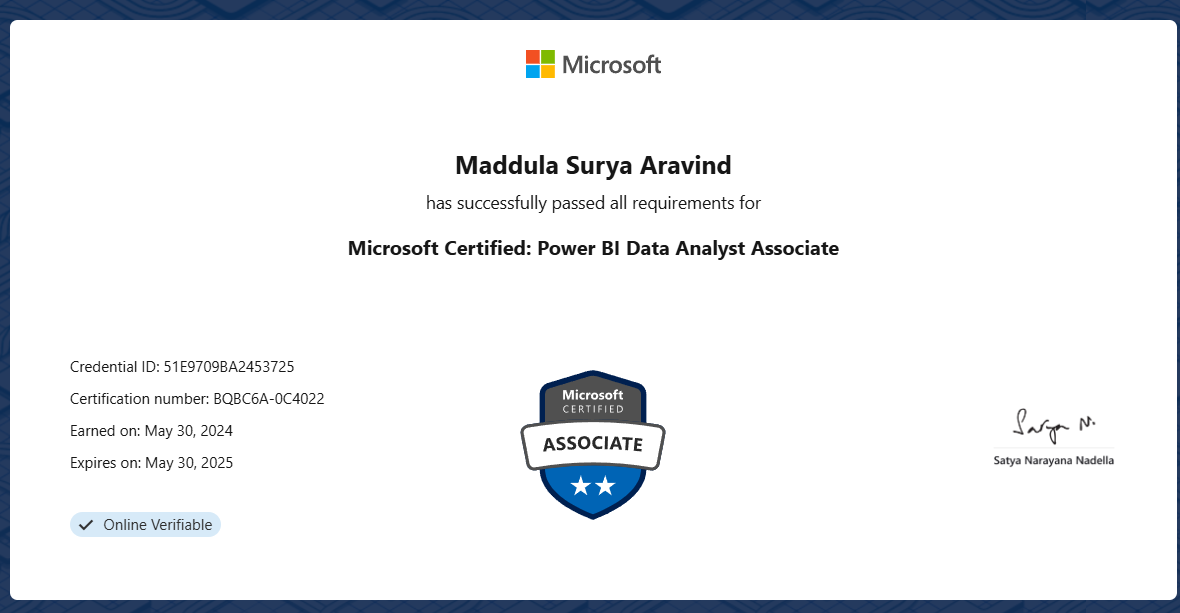 Microsoft
Maddula Surya Aravind
has successfully passed all requirements for
Microsoft Certified: Power BI Data Analyst Associate
Credential ID: 51E9709BA2453725
Certification number: BQBC6A-0C4022
Earned on: May 30, 2024
Expires on: May 30, 2025
Online Verifiable
Microsoft
CERTIFIED
ASSOCIATE
Satya N.
Satya Narayana Nadella